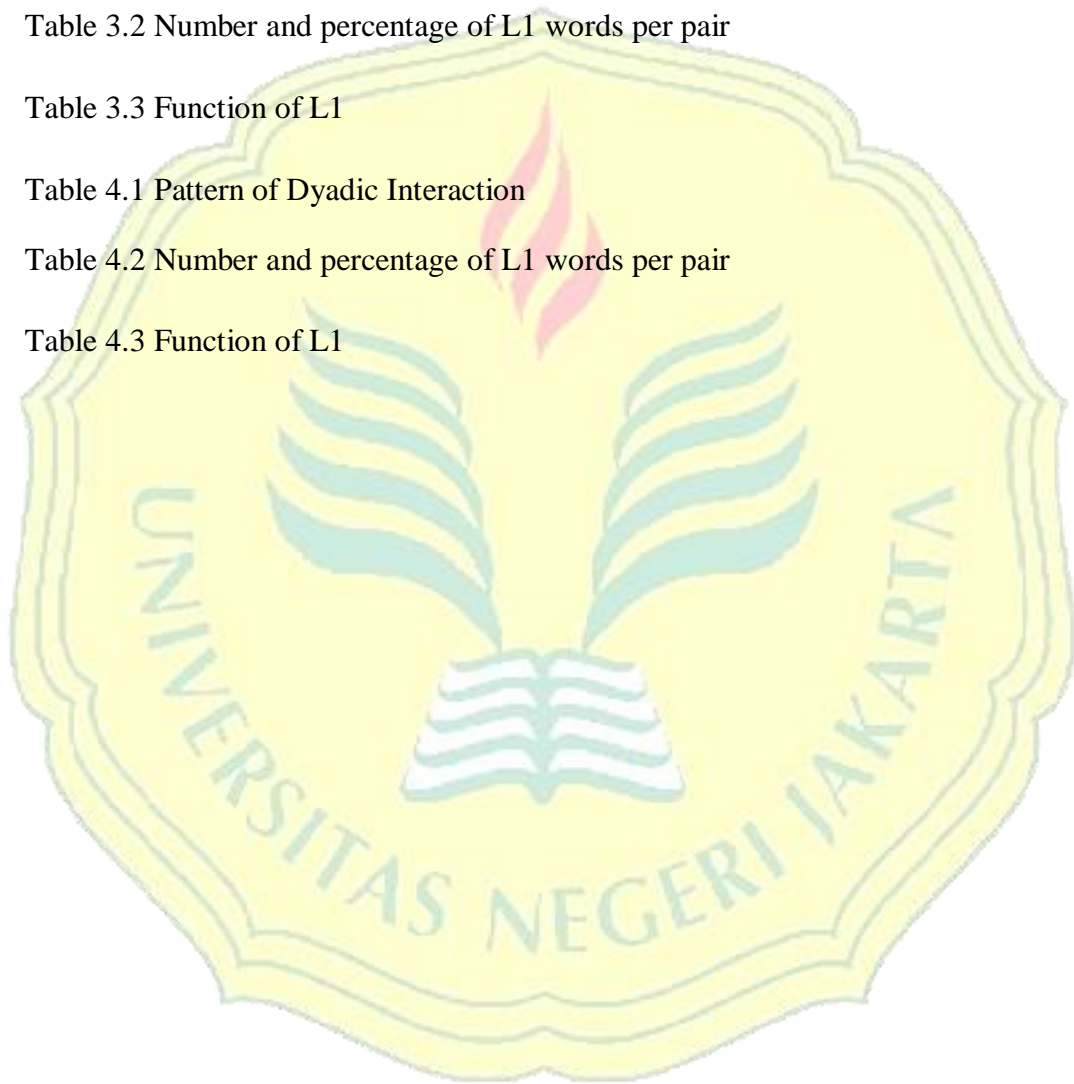 Table 3.2 Number and percentage of L1 words per pair
Table 3.3 Function of L1
Table 4.1 Pattern of Dyadic Interaction
Table 4.2 Number and percentage of L1 words per pair
Table 4.3 Function of L1
UNIVERSITAS NEGERI JAKARTA